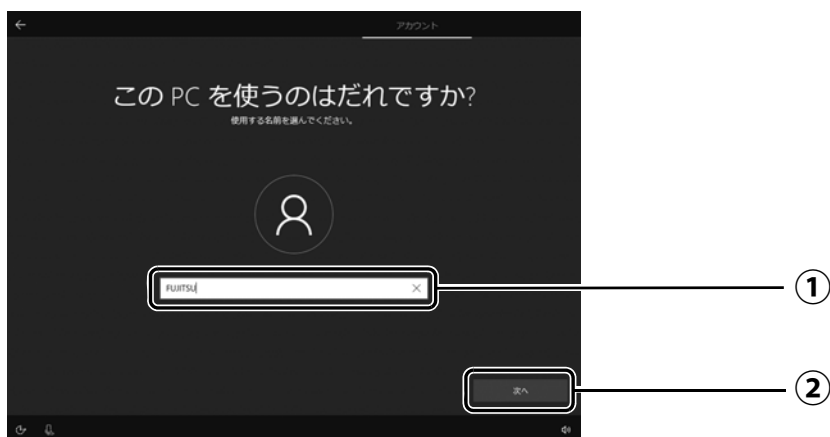 アカウント
この PC を使うのはだれですか?
使用する名前を選んでください。
FUJITSU
①
次へ
②